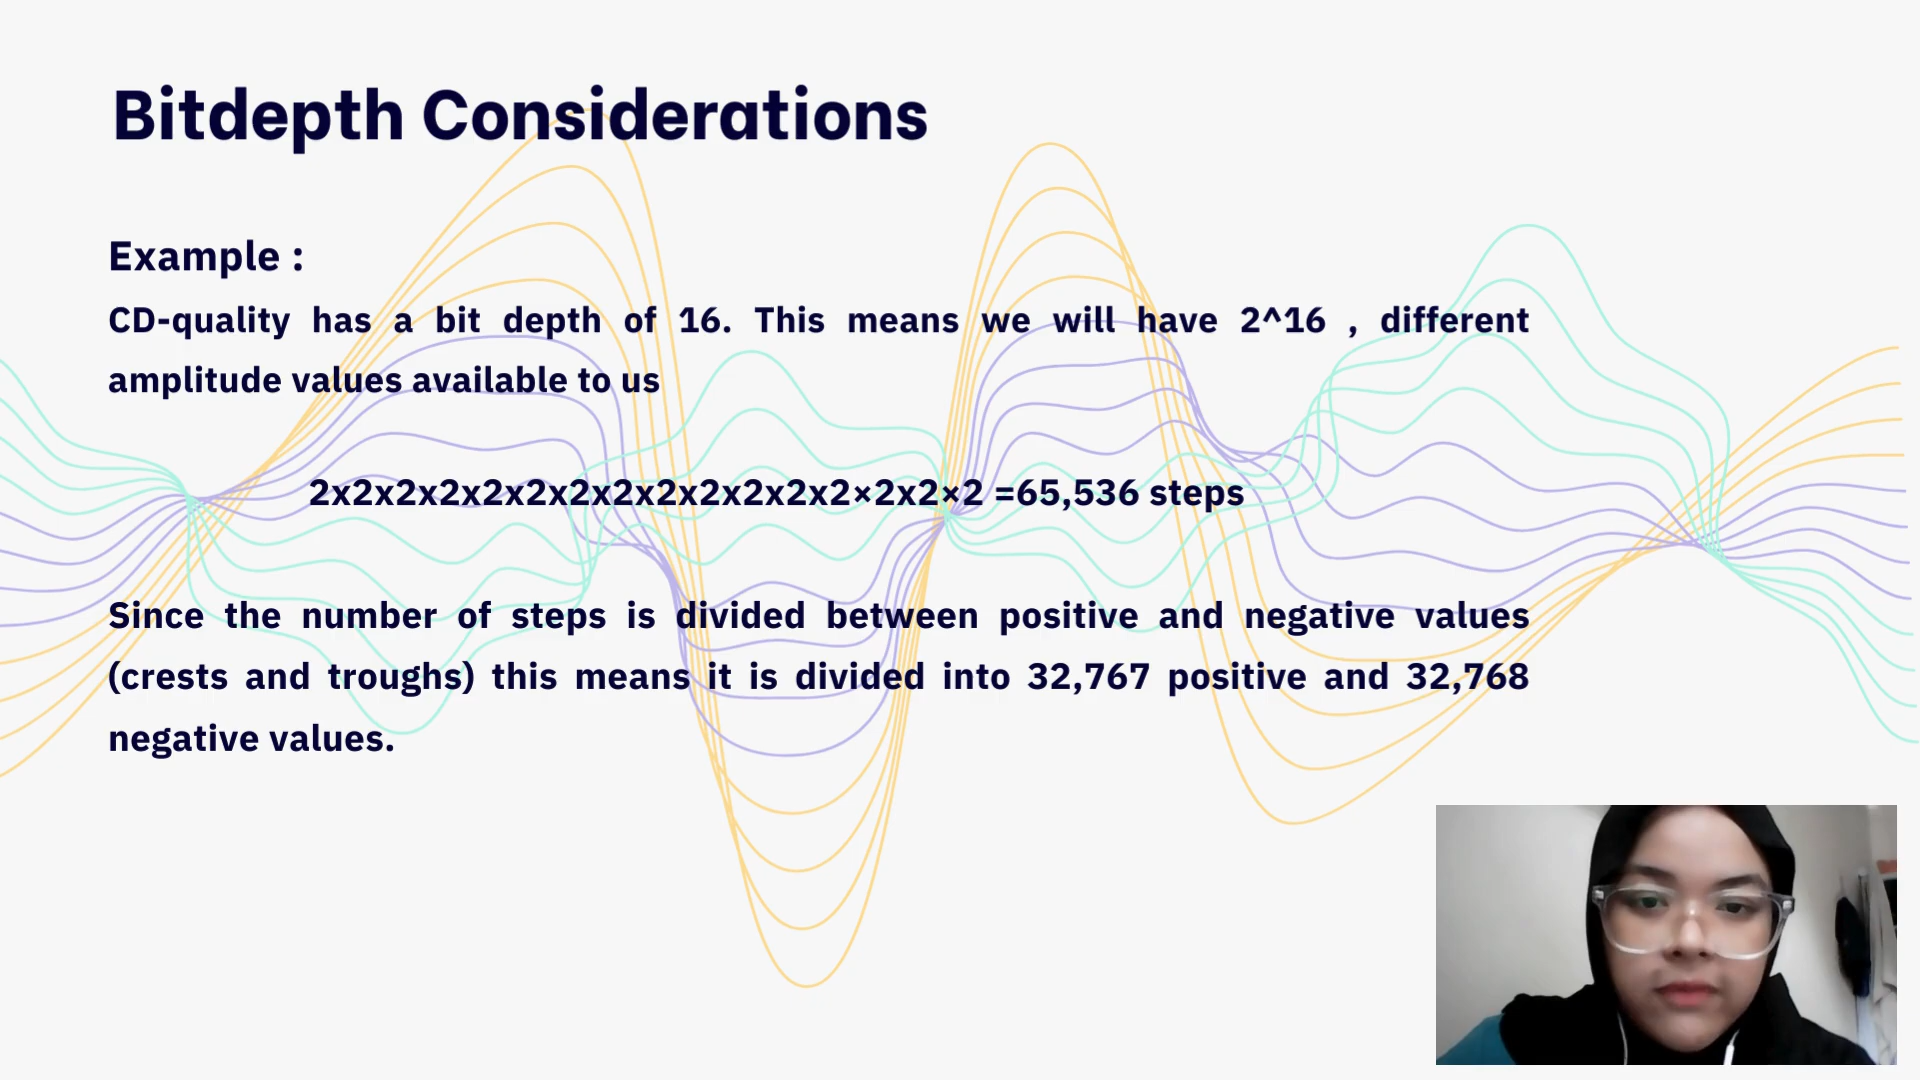 Bitdepth Considerations
Example :
CD-quality has a bit depth of 16. This means we will have 2^16 , different
amplitude values available to us
2x2x2x2x2x2x2x2x2x2x2x2x2×2x2×2 =65,536 steps
Since the number of steps is divided between positive and negative values
(crests and troughs) this means it is divided into 32,767 positive and 32,768
negative values.